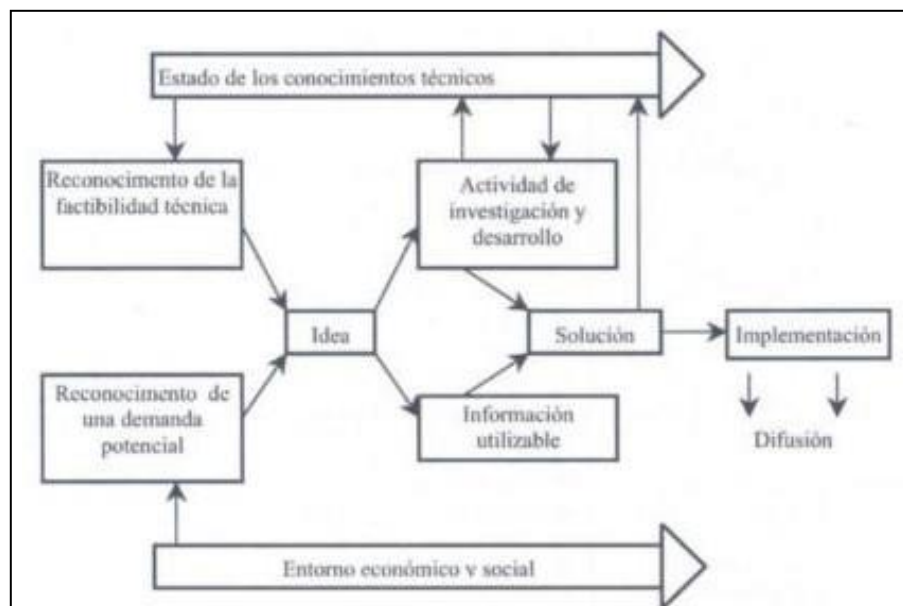 Estado de los conocimientos técnicos
Reconocimento de la
factibilidad técnica
Actividad de
investigación y
desarrollo
Idea
Solución
Implementación
Reconocimento de
una demanda
potencial
Información
utilizable
Difusión
Entorno económico y social